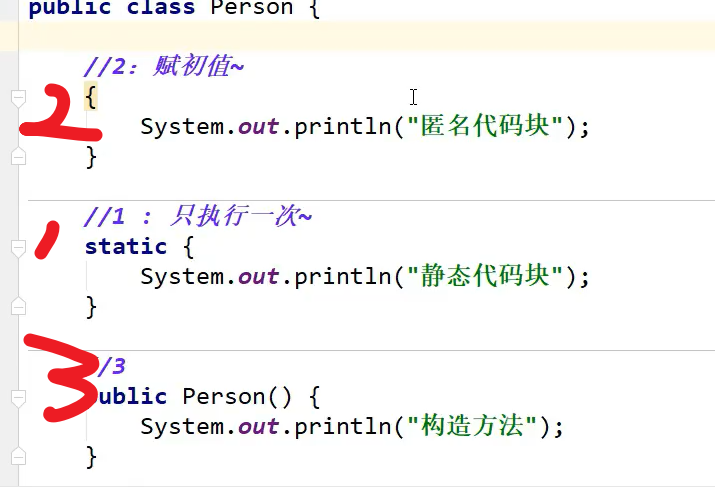 public class Person {
//2：赋初值~
2
{
System.out.println("匿名代码块");
}
//1 : 只执行一次~
1
static {
System.out.println("静态代码块");
}
/3
3
ublic Person() {
System.out.println("构造方法");
}